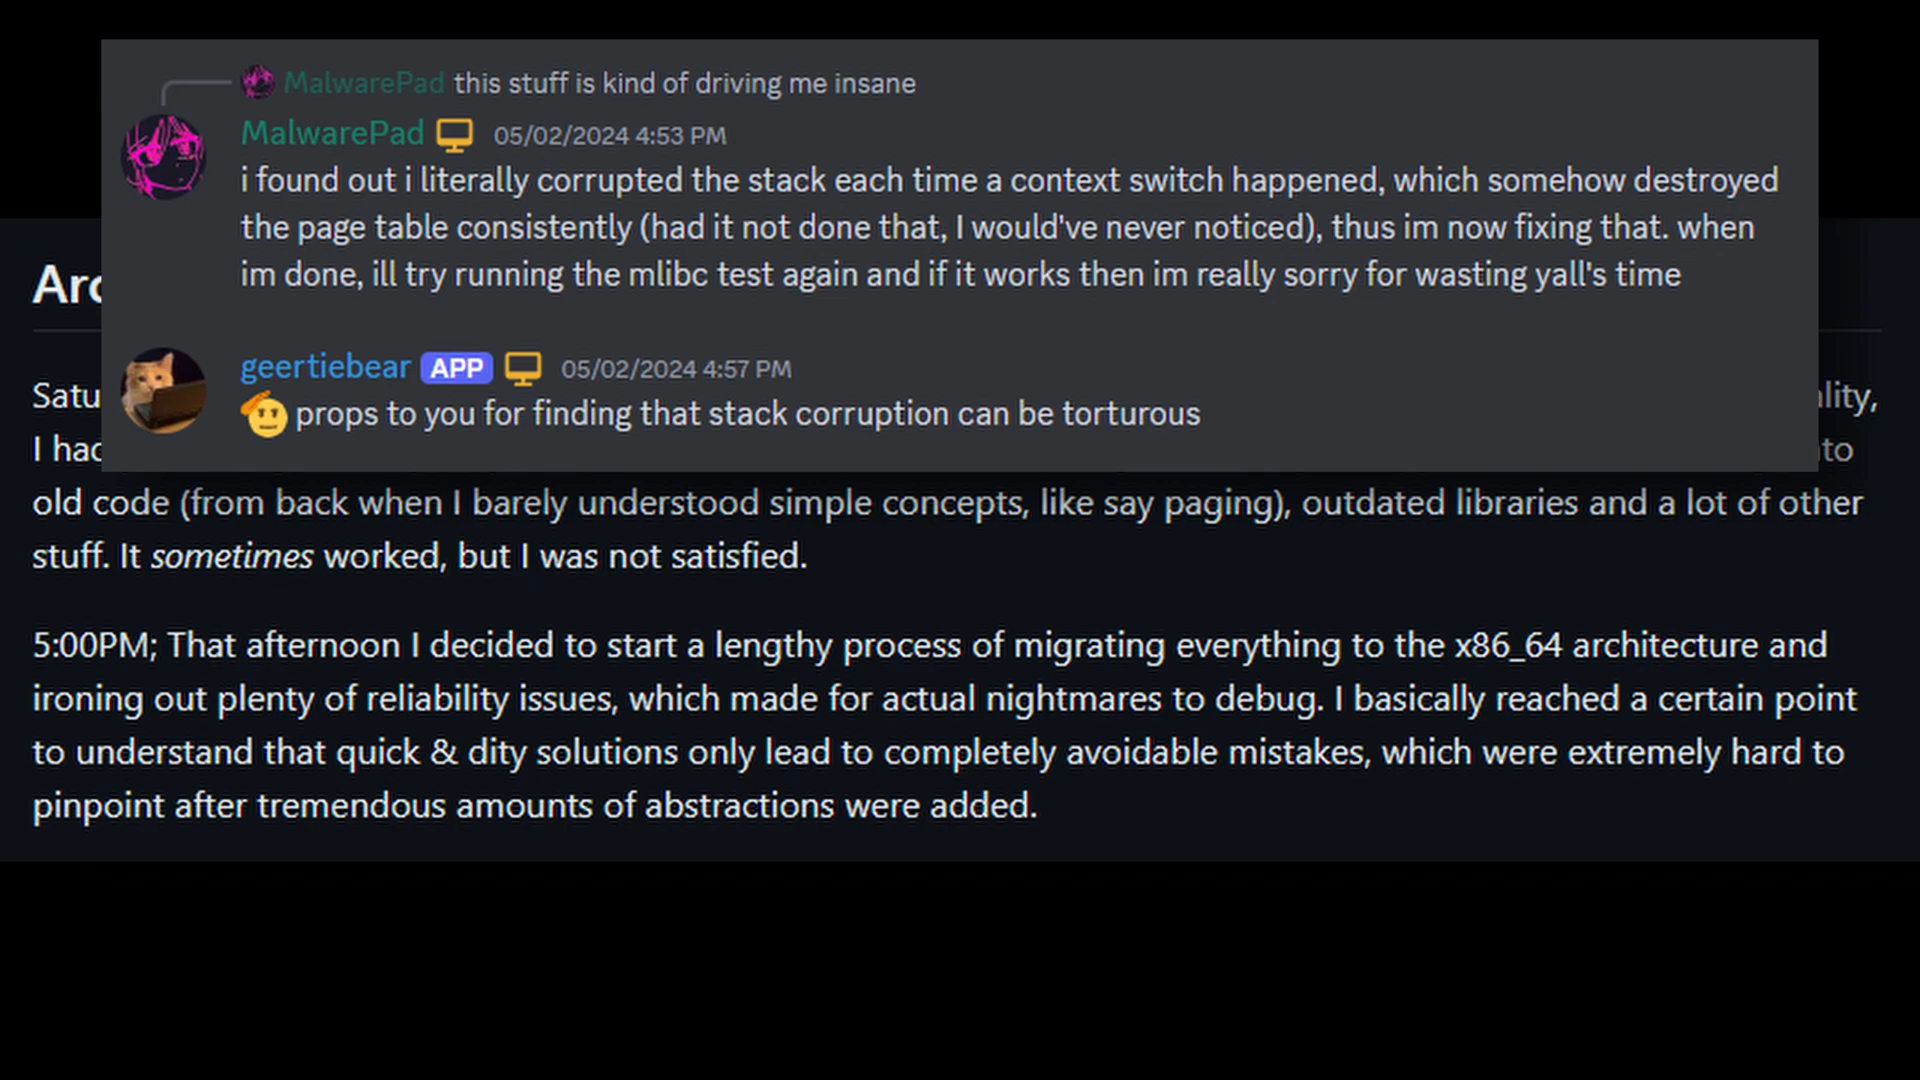 MalwarePad this stuff is kind of driving me insane
MalwarePad 05/02/2024 4:53 PM
i found out i literally corrupted the stack each time a context switch happened, which somehow destroyed
the page table consistently (had it not done that, I would've never noticed), thus im now fixing that. when
im done, ill try running the mlibc test again and if it works then im really sorry for wasting yall's time
geertiebear APP 05/02/2024 4:57 PM
props to you for finding that stack corruption can be torturous
I
to
old code (from back when I barely understood simple concepts, like say paging), outdated libraries and a lot of other
stuff. It sometimes worked, but I was not satisfied.
5:00PM; That afternoon I decided to start a lengthy process of migrating everything to the x86_64 architecture and
ironing out plenty of reliability issues, which made for actual nightmares to debug. I basically reached a certain point
to understand that quick & dity solutions only lead to completely avoidable mistakes, which were extremely hard to
pinpoint after tremendous amounts of abstractions were added.